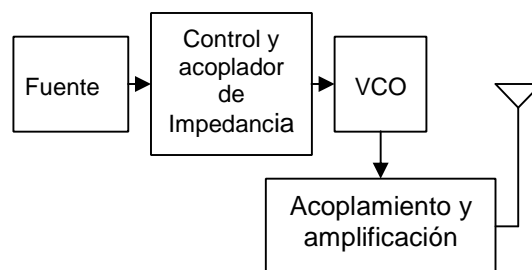 Fuente
Control y
acoplador
de
Impedancia
VCO
Acoplamiento y
amplificación